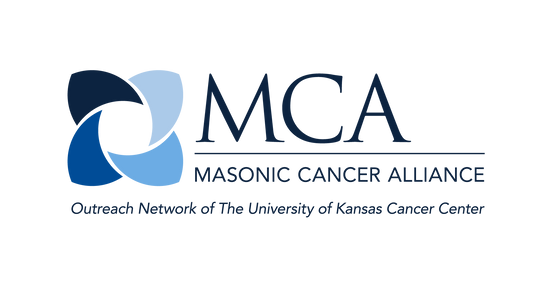 MCA
MASONIC CANCER ALLIANCE
Outreach Network of The University of Kansas Cancer Center